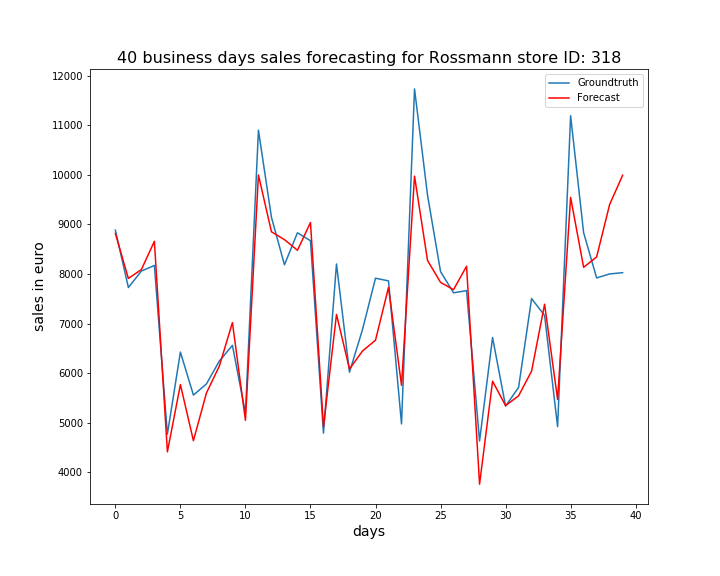 40 business days sales forecasting for Rossmann store ID: 318
Groundtruth
Forecast
sales in euro
12000
11000
10000
9000
8000
7000
6000
5000
4000
0 5 10 15 20 25 30 35 40
days